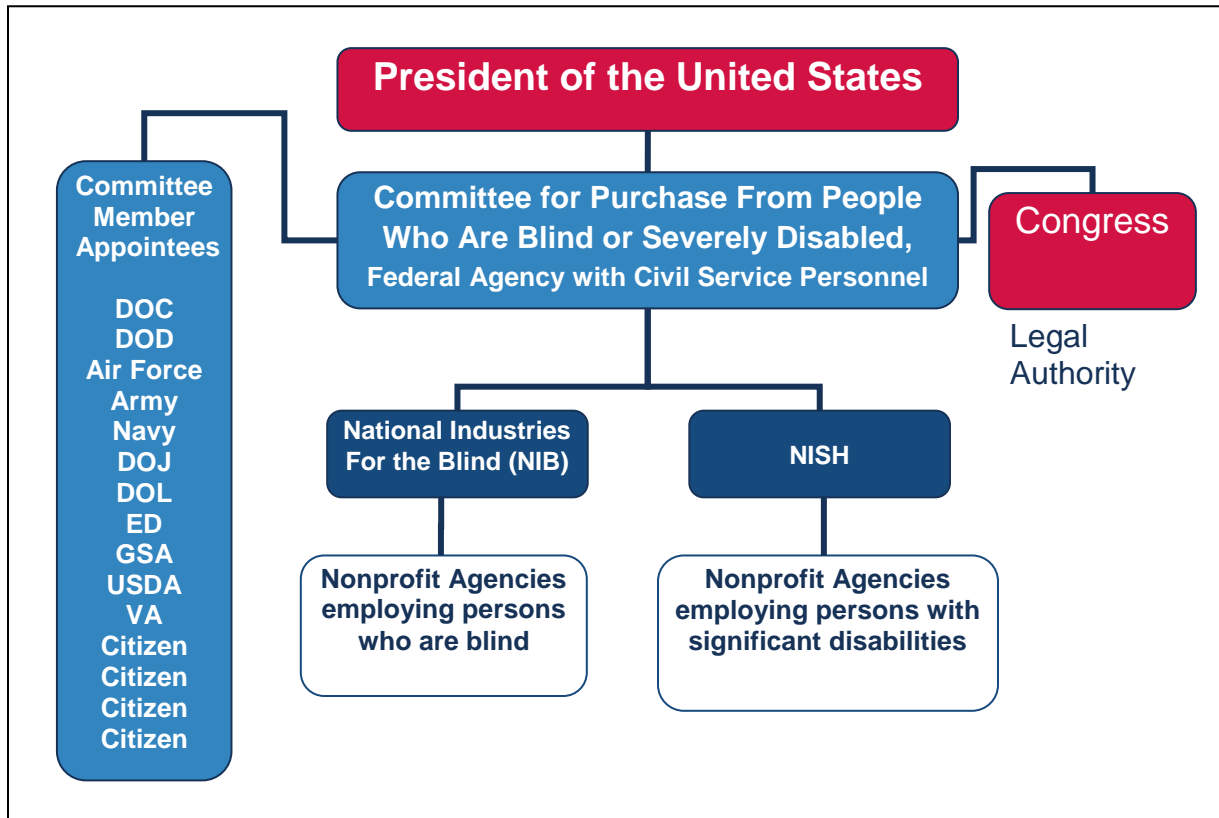 President of the United States
Committee
Member
Appointees
DOC
DOD
Air Force
Army
Navy
DOJ
DOL
ED
GSA
USDA
VA
Citizen
Citizen
Citizen
Citizen
Committee for Purchase From People
Who Are Blind or Severely Disabled,
Federal Agency with Civil Service Personnel
Congress
Legal
Authority
National Industries
For the Blind (NIB)
NISH
Nonprofit Agencies
employing persons
who are blind
Nonprofit Agencies
employing persons with
significant disabilities